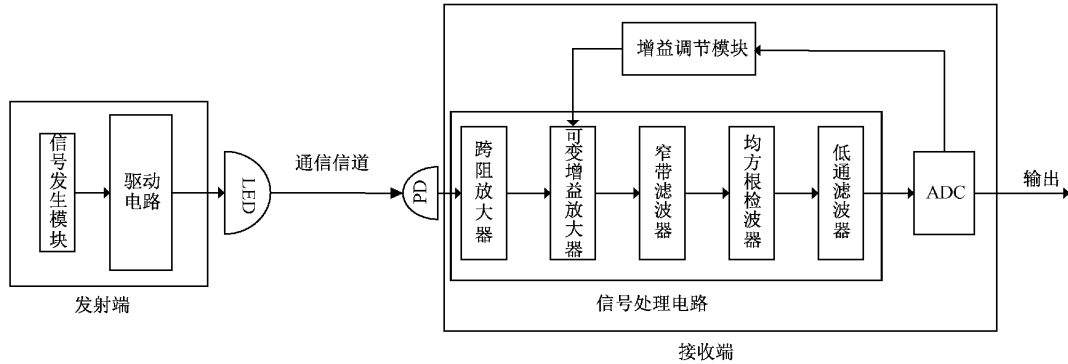 增益调节模块
信号发生模块
驱动
电路
LED
通信信道
PD
跨阻放大器
可变增益放大器
窄带滤波器
均方根检波器
低通滤波器
ADC
输出
发射端
信号处理电路
接收端